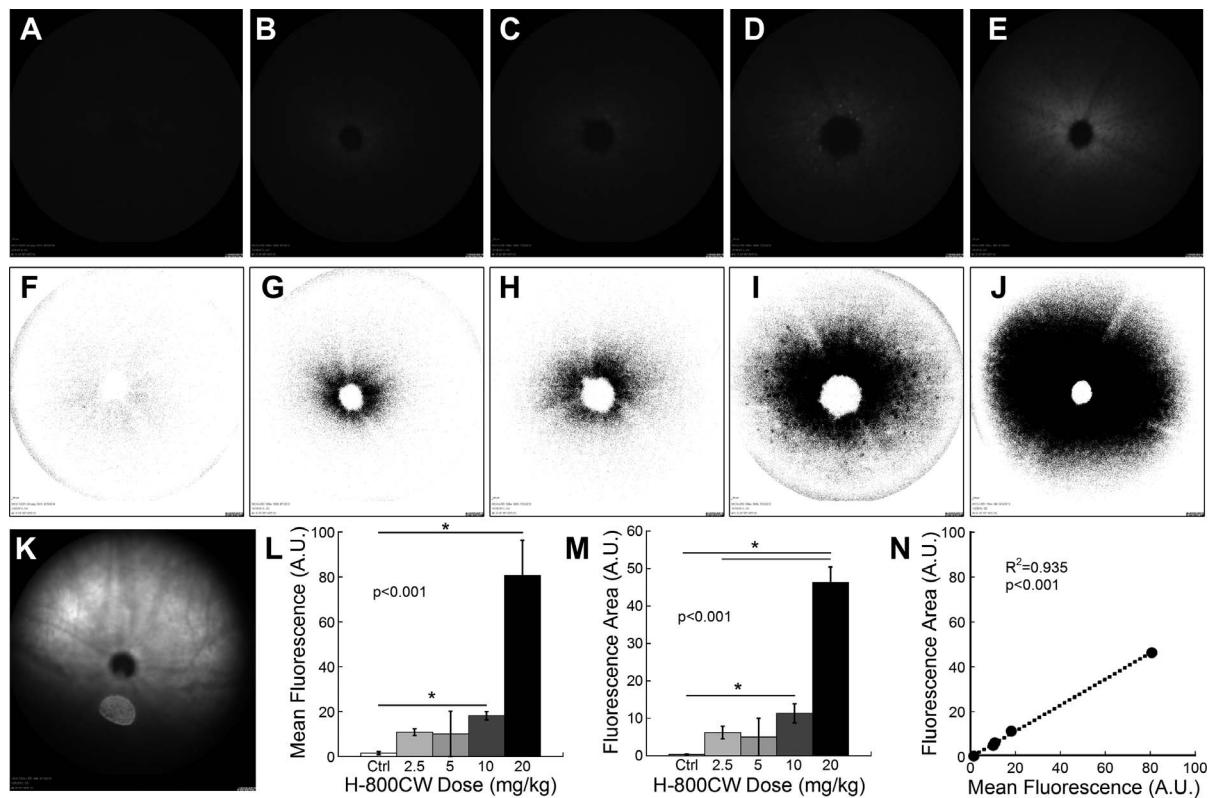 A B C D E
F G H I J
K
L
Mean Fluorescence (A.U.)
100
80
60
40
20
0
p<0.001
*
*
Ctrl 2.5 5 10 20
H-800CW Dose (mg/kg)
M
Fluorescence Area (A.U.)
60
50
40
30
20
10
0
p<0.001
*
*
Ctrl 2.5 5 10 20
H-800CW Dose (mg/kg)
N
Fluorescence Area (A.U.)
100
80
60
40
20
0
R²=0.935
p<0.001
0 20 40 60 80 100
Mean Fluorescence (A.U.)